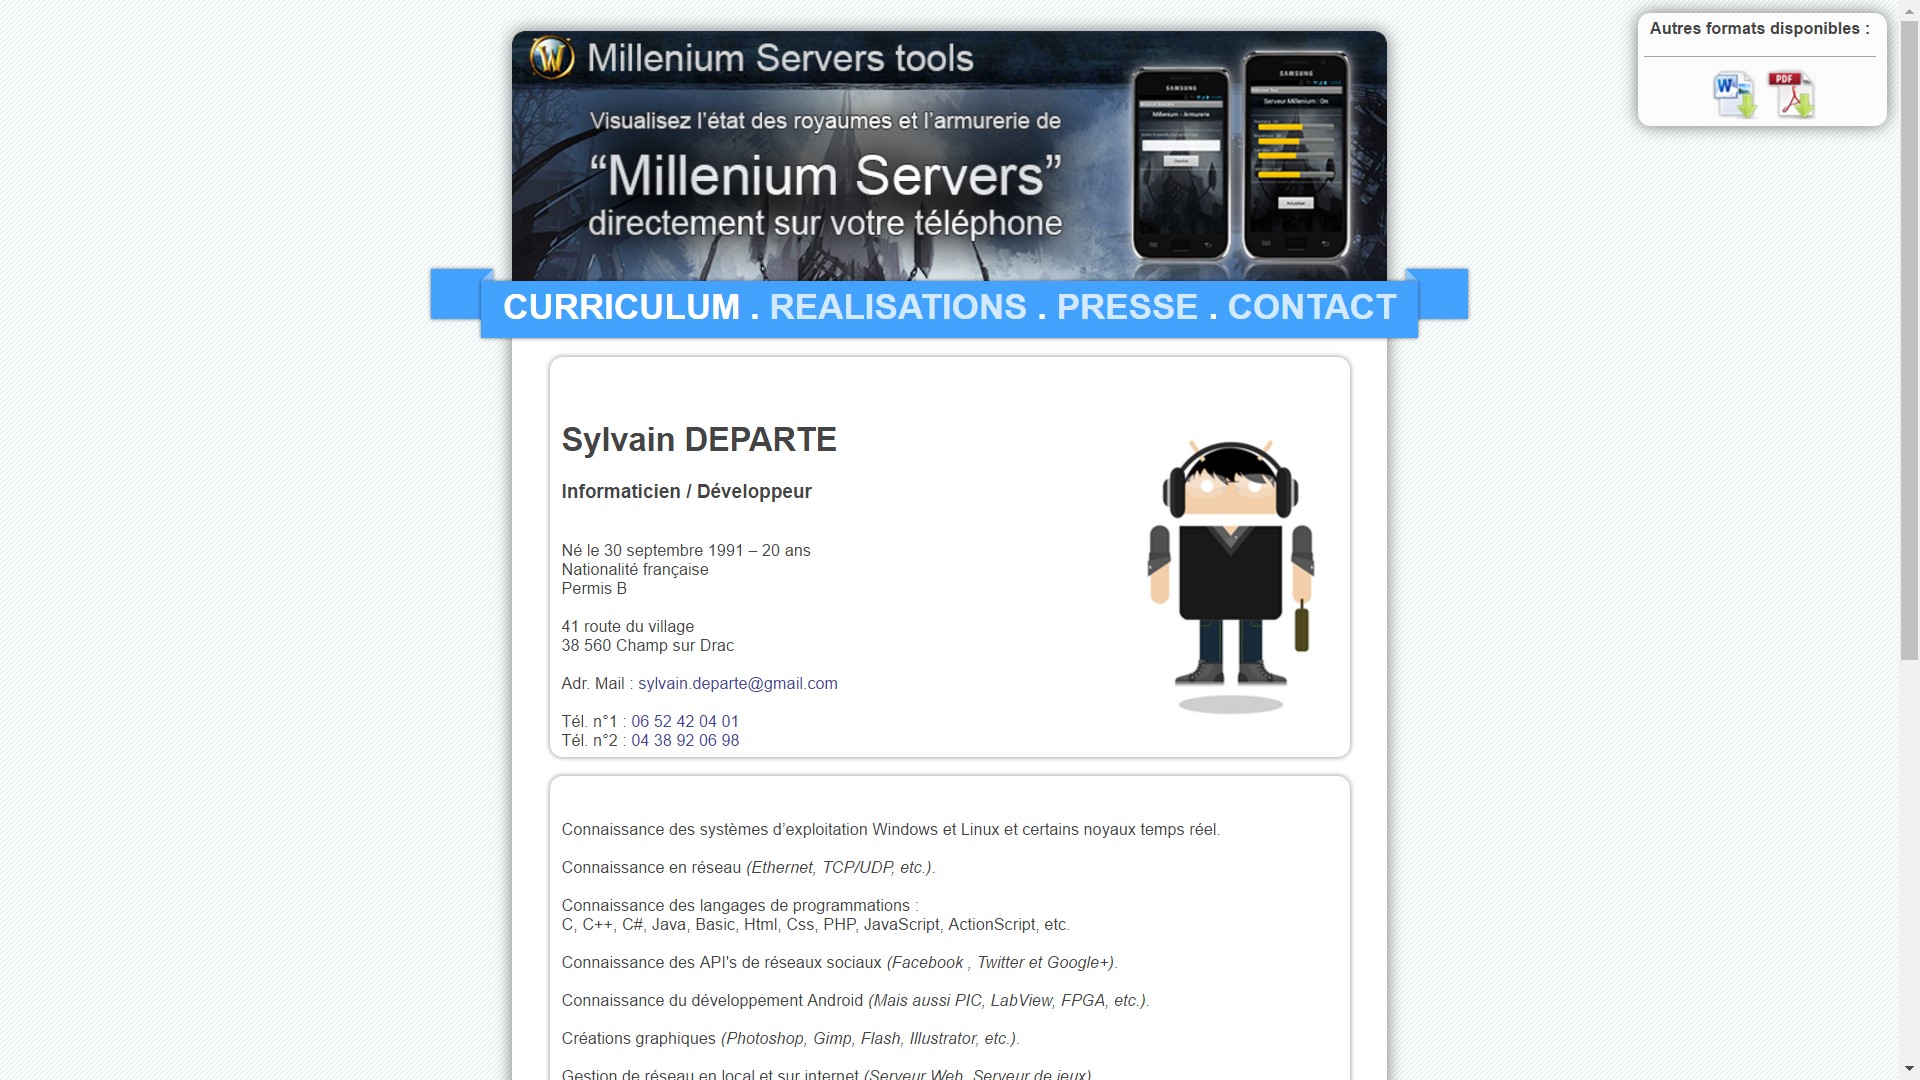 Autres formats disponibles :
Millenium Servers tools
Visualisez l'état des royaumes et l'armurerie de
“Millenium Servers”
directement sur votre téléphone
SAMSUNG
Millenium - Armurerie
SAMSUNG
Serveur Millenium : On
CURRICULUM . REALISATIONS . PRESSE . CONTACT
Sylvain DEPARTE
Informaticien / Développeur
Né le 30 septembre 1991 – 20 ans
Nationalité française
Permis B
41 route du village
38 560 Champ sur Drac
Adr. Mail : sylvain.departe@gmail.com
Tél. n°1 : 06 52 42 04 01
Tél. n°2 : 04 38 92 06 98
Connaissance des systèmes d’exploitation Windows et Linux et certains noyaux temps réel.
Connaissance en réseau (Ethernet, TCP/UDP, etc.).
Connaissance des langages de programmations :
C, C++, C#, Java, Basic, Html, Css, PHP, JavaScript, ActionScript, etc.
Connaissance des API's de réseaux sociaux (Facebook , Twitter et Google+).
Connaissance du développement Android (Mais aussi PIC, LabView, FPGA, etc.).
Créations graphiques (Photoshop, Gimp, Flash, Illustrator, etc.).
Gestion de réseau en local et sur internet (Serveur Web, Serveur de jeux)